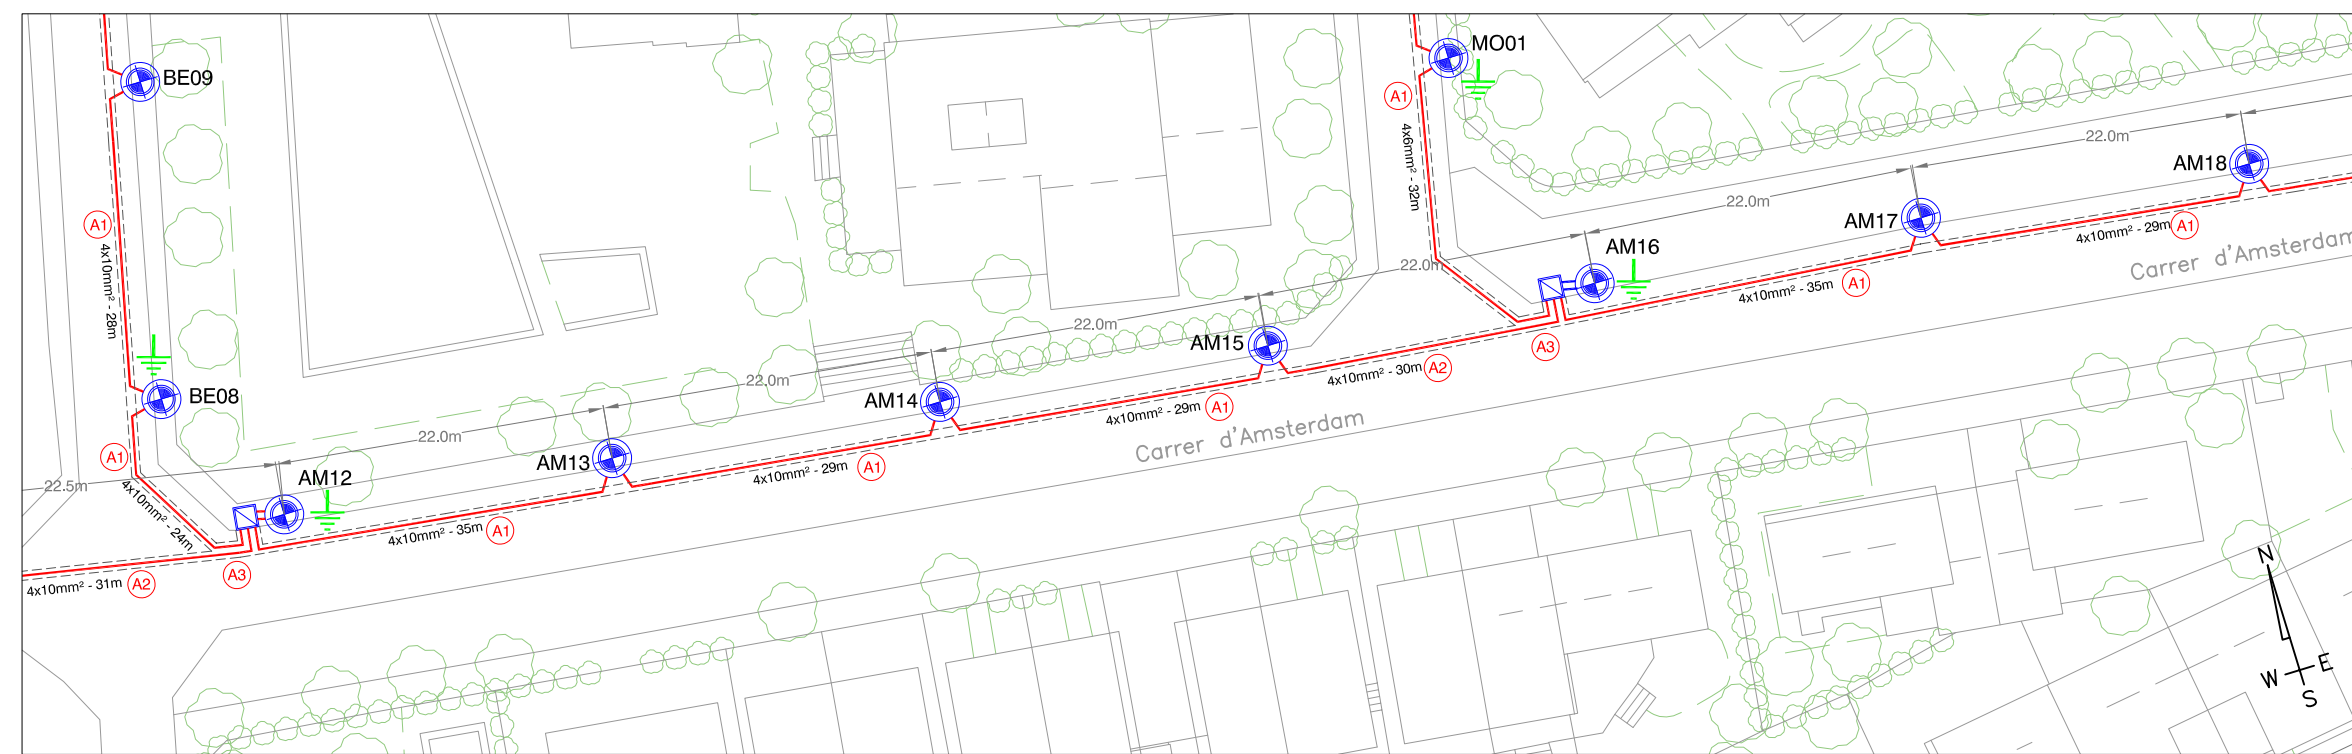 BE09
MO01
A1
4x6mm² - 32m
22.0m
AM18
22.0m
AM17
4x10mm² - 29m
A1
Carrer d'Amsterdam
A1
4x10mm² - 28m
22.0m
AM16
4x10mm² - 35m
A1
22.0m
AM15
A3
4x10mm² - 30m
A2
BE08
22.0m
AM14
4x10mm² - 29m
A1
Carrer d'Amsterdam
22.0m
AM13
4x10mm² - 29m
A1
A1
22.5m
AM12
4x10mm² - 24m
4x10mm² - 35m
A1
A3
4x10mm² - 31m
A2
N
E
W
S